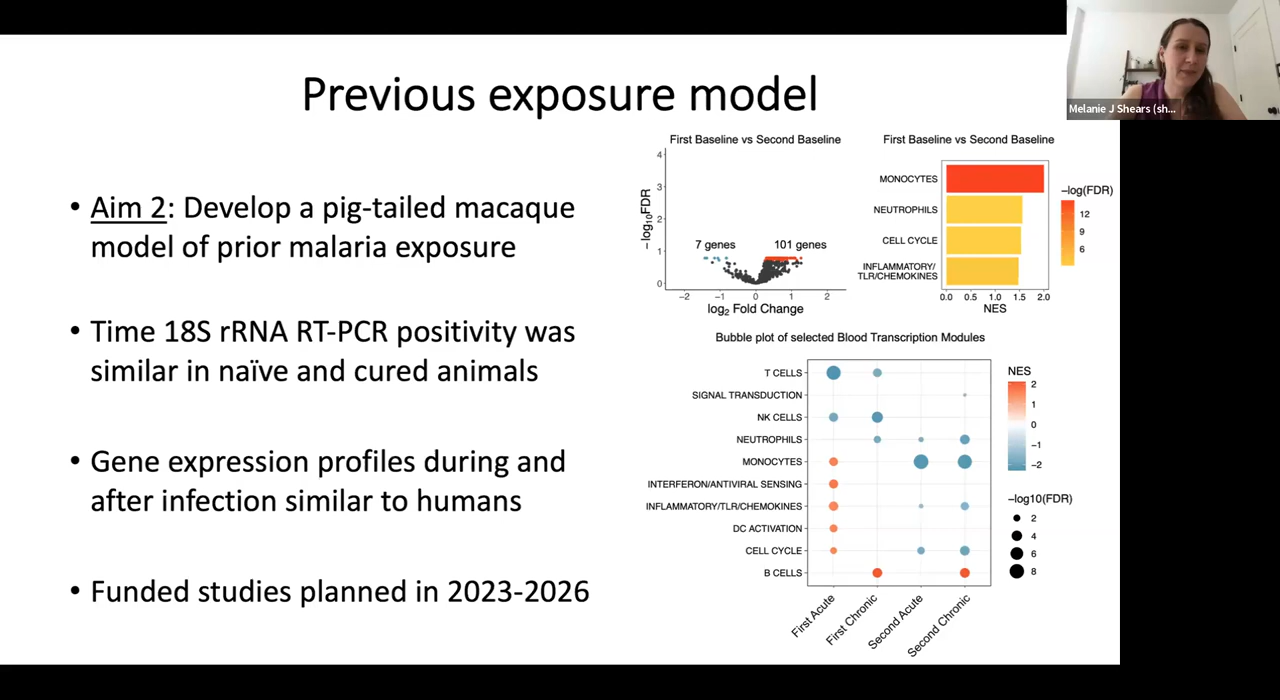 Previous exposure model
Melanie J Shears (sh...
• Aim 2: Develop a pig-tailed macaque
model of prior malaria exposure
• Time 18S rRNA RT-PCR positivity was
similar in naïve and cured animals
• Gene expression profiles during and
after infection similar to humans
• Funded studies planned in 2023-2026
First Baseline vs Second Baseline
4
3
2
1
0
−log10FDR
7 genes
101 genes
−2 −1 0 1 2
log2 Fold Change
First Baseline vs Second Baseline
MONOCYTES
NEUTROPHILS
CELL CYCLE
INFLAMMATORY/
TLR/CHEMOKINES
0.0 0.5 1.0 1.5 2.0
NES
−log(FDR)
12
9
6
Bubble plot of selected Blood Transcription Modules
T CELLS
SIGNAL TRANSDUCTION
NK CELLS
NEUTROPHILS
MONOCYTES
INTERFERON/ANTIVIRAL SENSING
INFLAMMATORY/TLR/CHEMOKINES
DC ACTIVATION
CELL CYCLE
B CELLS
First Acute
First Chronic
Second Acute
Second Chronic
NES
2
1
0
−1
−2
−log10(FDR)
2
4
6
8